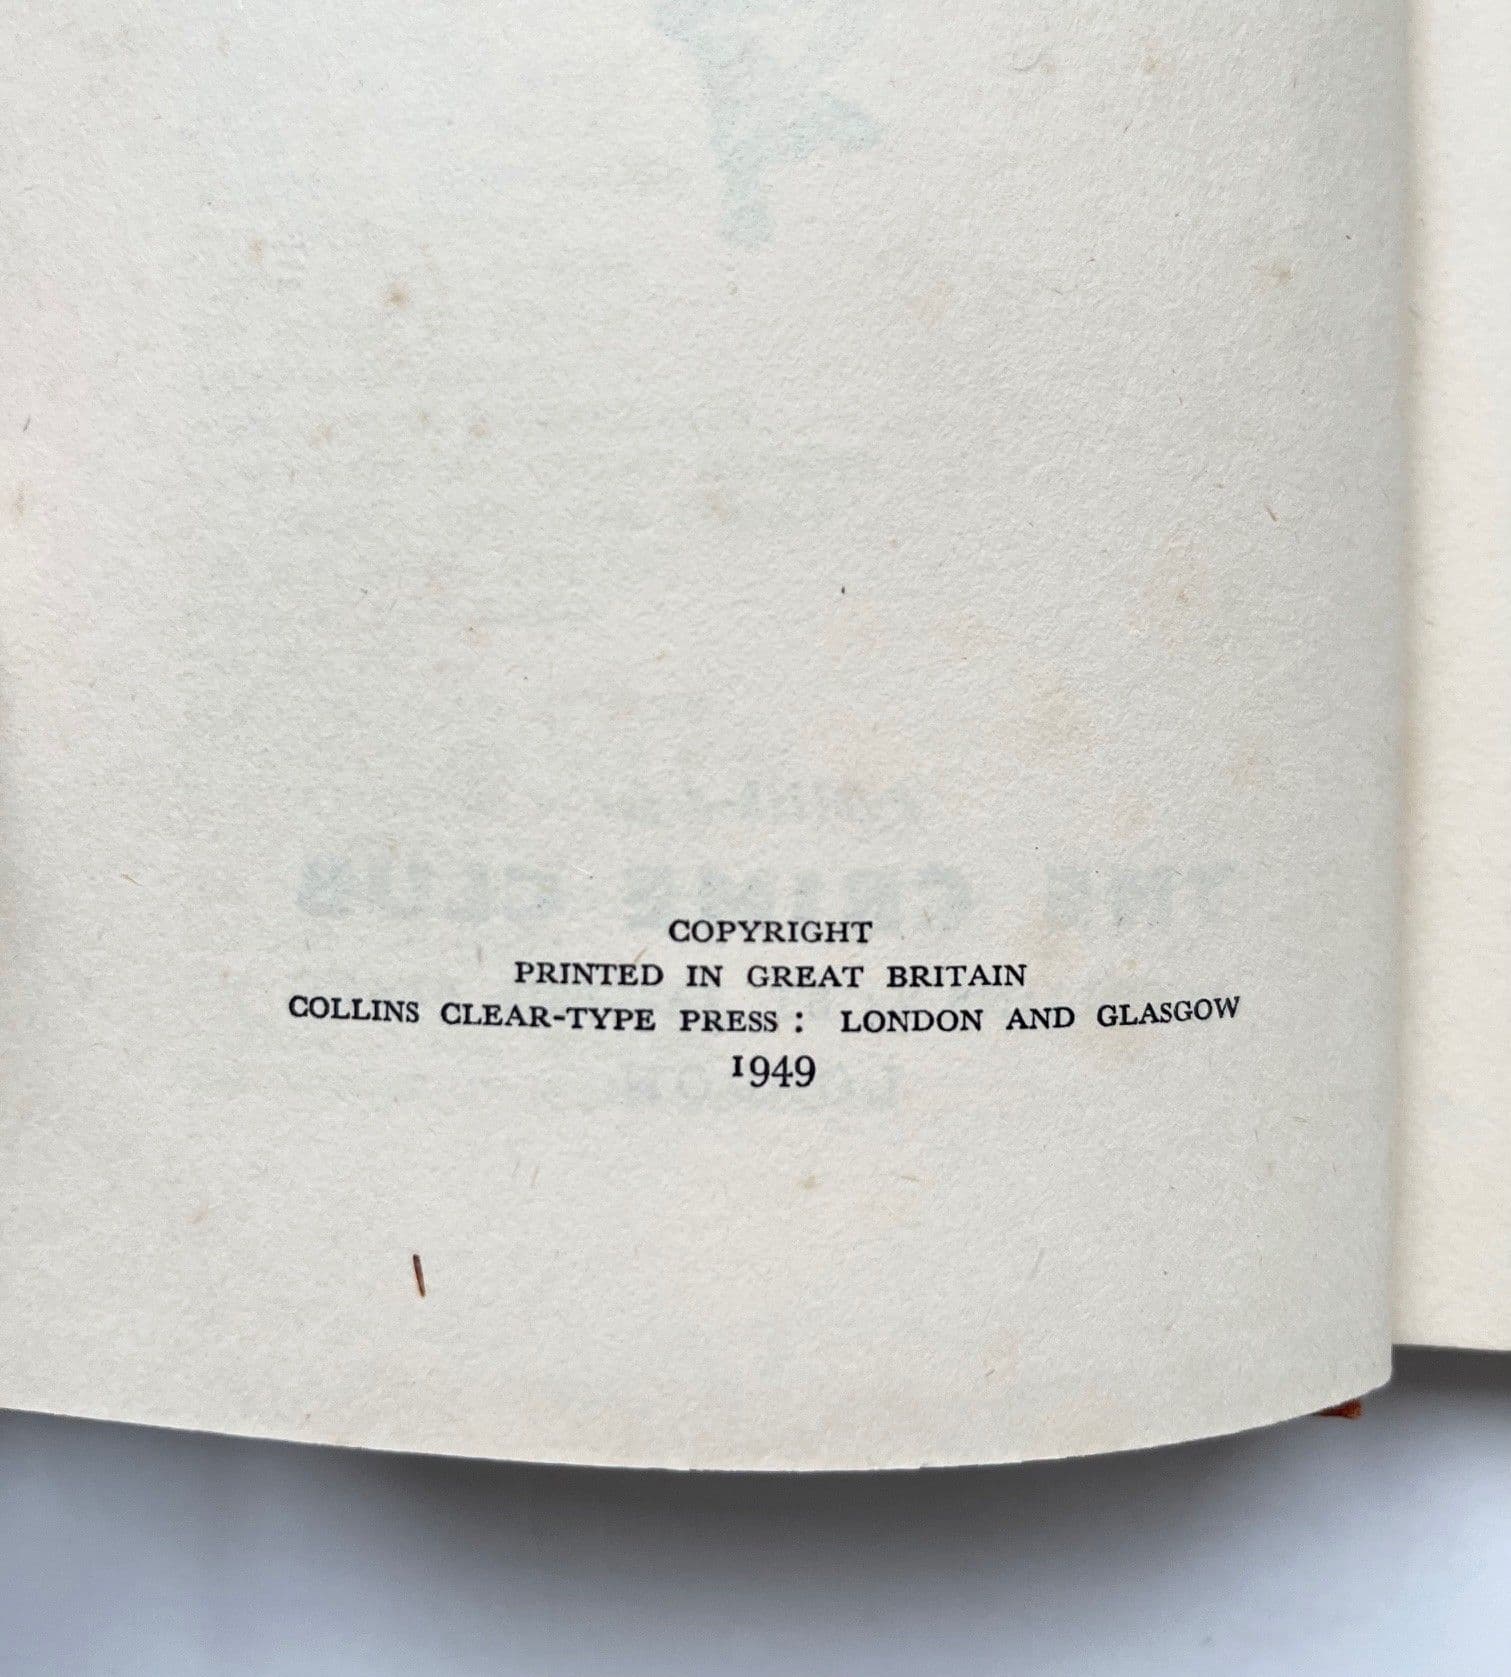 COPYRIGHT
PRINTED IN GREAT BRITAIN
COLLINS CLEAR-TYPE PRESS : LONDON AND GLASGOW
1949